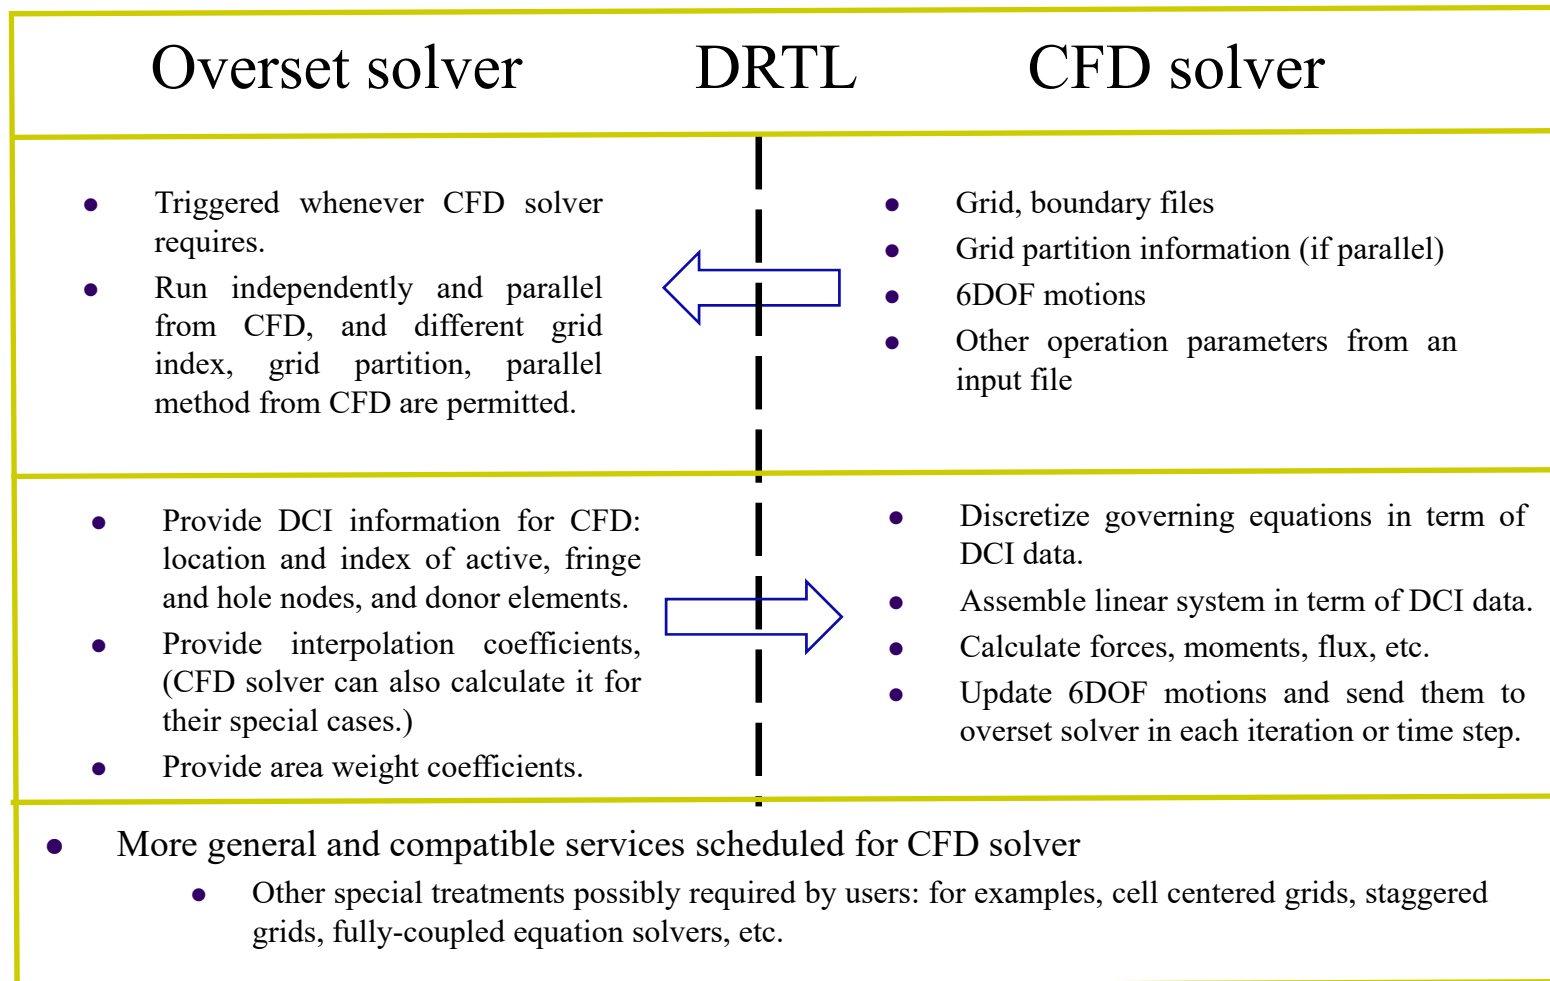 Overset solver DRTL CFD solver
● Triggered whenever CFD solver
requires.
● Run independently and parallel
from CFD, and different grid
index, grid partition, parallel
method from CFD are permitted.
● Grid, boundary files
● Grid partition information (if parallel)
● 6DOF motions
● Other operation parameters from an
input file
● Provide DCI information for CFD:
location and index of active, fringe
and hole nodes, and donor elements.
● Provide interpolation coefficients,
(CFD solver can also calculate it for
their special cases.)
● Provide area weight coefficients.
● Discretize governing equations in term of
DCI data.
● Assemble linear system in term of DCI data.
● Calculate forces, moments, flux, etc.
● Update 6DOF motions and send them to
overset solver in each iteration or time step.
● More general and compatible services scheduled for CFD solver
● Other special treatments possibly required by users: for examples, cell centered grids, staggered
grids, fully-coupled equation solvers, etc.